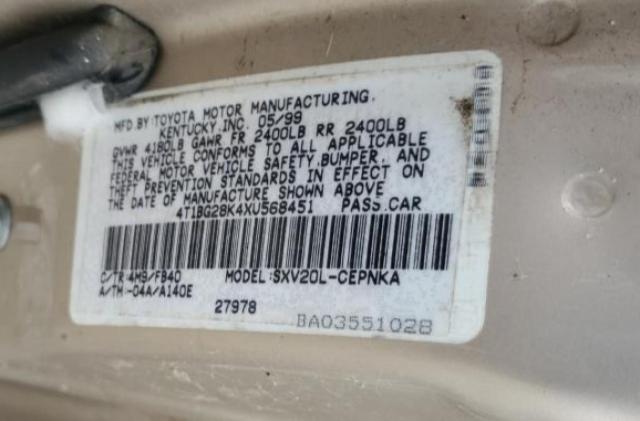 MFD.BY:TOYOTA MOTOR MANUFACTURING,
KENTUCKY,INC. 05/99
GVWR 4180LB GAWR FR 2400LB RR 2400LB
THIS VEHICLE CONFORMS TO ALL APPLICABLE
FEDERAL MOTOR VEHICLE SAFETY,BUMPER, AND
THEFT PREVENTION STANDARDS IN EFFECT ON
THE DATE OF MANUFACTURE SHOWN ABOVE
4T1BG28K4XU568451 PASS.CAR
C/TR:4M9/FB40 MODEL:SXV20L-CEPNKA
A/TM -04A/A140E
27978
BA03551028